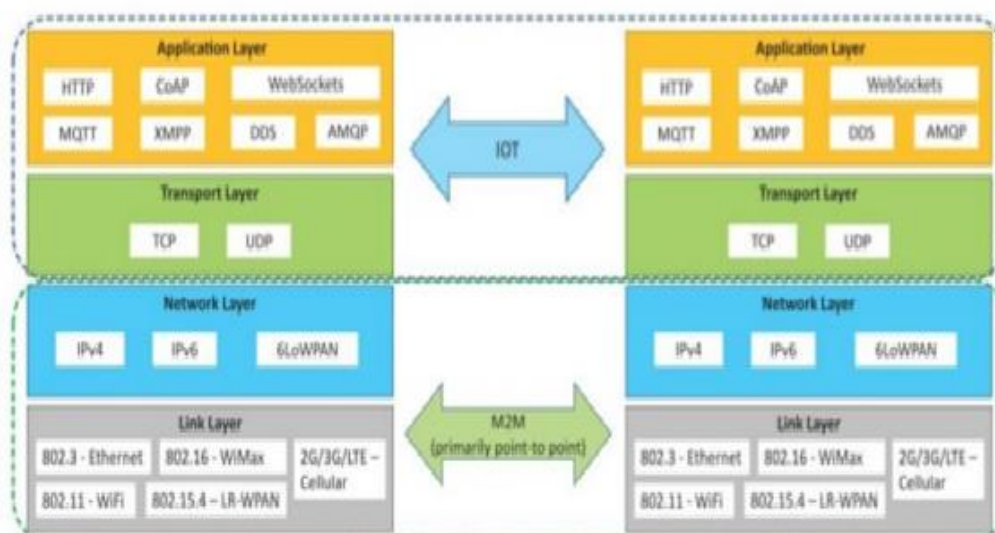 Application Layer
HTTP CoAP WebSockets
MQTT XMPP DDS AMQP
Transport Layer
TCP UDP
Network Layer
IPv4 IPv6 6LoWPAN
Link Layer
802.3 - Ethernet 802.16 - WiMax 2G/3G/LTE –
Cellular
802.11 - WiFi 802.15.4 – LR-WPAN
IOT
M2M
(primarily point-to point)
Application Layer
HTTP CoAP WebSockets
MQTT XMPP DDS AMQP
Transport Layer
TCP UDP
Network Layer
IPv4 IPv6 6LoWPAN
Link Layer
802.3 - Ethernet 802.16 - WiMax 2G/3G/LTE –
Cellular
802.11 - WiFi 802.15.4 – LR-WPAN